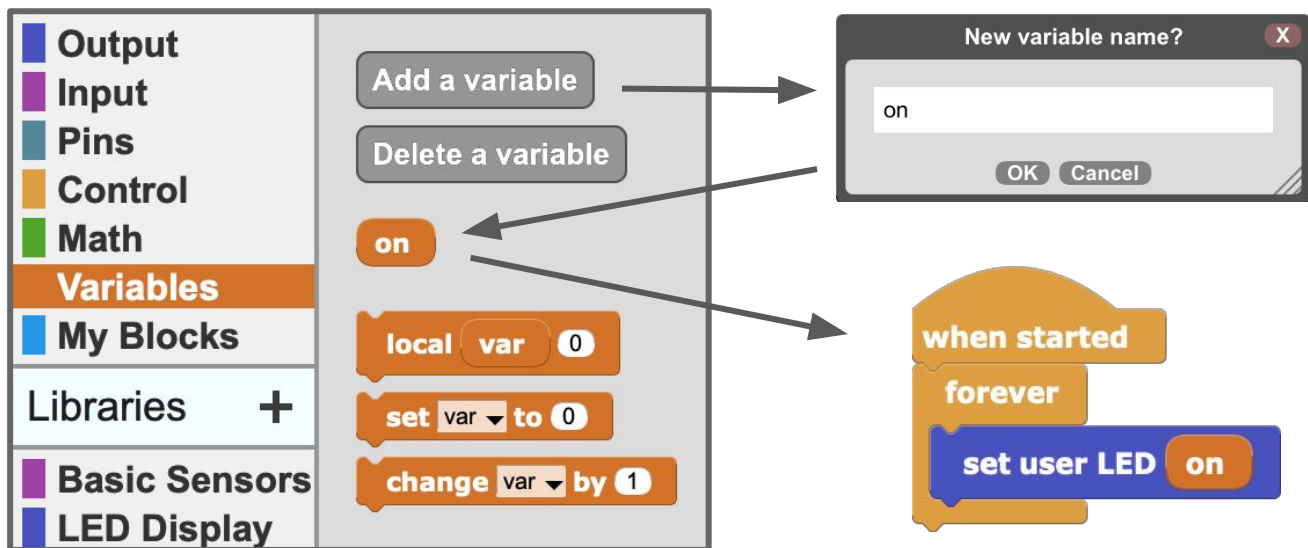 Output
Input
Pins
Control
Math
Variables
My Blocks
Libraries +
Basic Sensors
LED Display
Add a variable
Delete a variable
on
local var 0
set var to 0
change var by 1
New variable name? X
on
OK Cancel
when started
forever
set user LED on